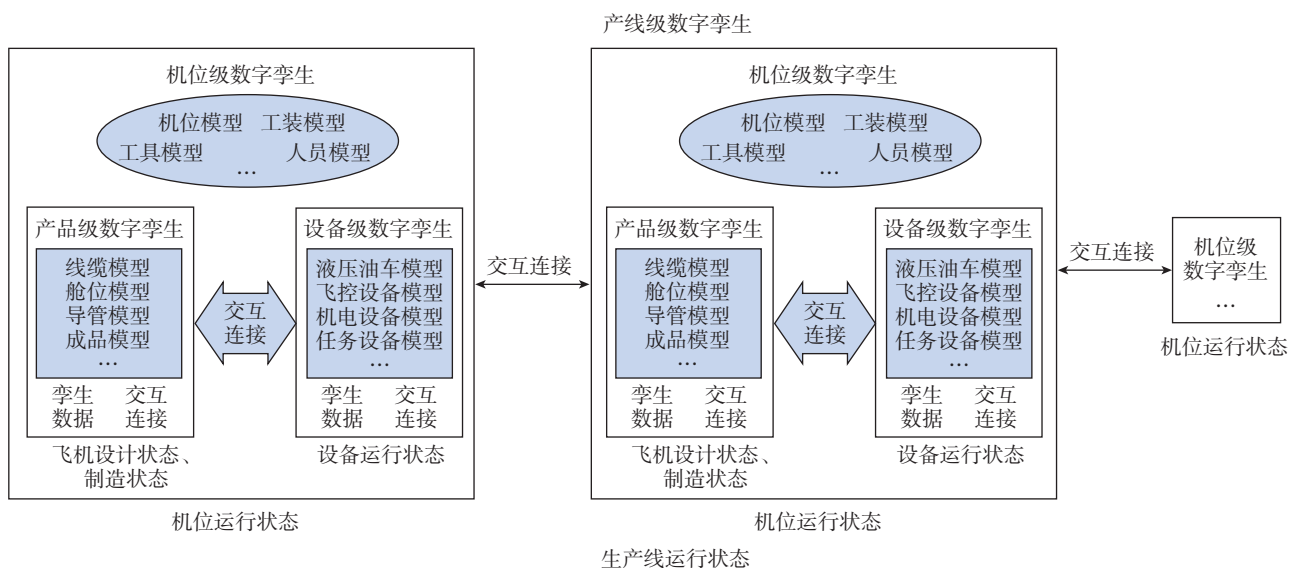 产线级数字孪生
机位级数字孪生
机位模型 工装模型
工具模型 人员模型
…
产品级数字孪生
线缆模型
舱位模型
导管模型
成品模型
…
孪生 交互
数据 连接
飞机设计状态、
制造状态
交互
连接
设备级数字孪生
液压油车模型
飞控设备模型
机电设备模型
任务设备模型
…
孪生 交互
数据 连接
设备运行状态
机位运行状态
交互连接
机位级数字孪生
机位模型 工装模型
工具模型 人员模型
…
产品级数字孪生
线缆模型
舱位模型
导管模型
成品模型
…
孪生 交互
数据 连接
飞机设计状态、
制造状态
交互
连接
设备级数字孪生
液压油车模型
飞控设备模型
机电设备模型
任务设备模型
…
孪生 交互
数据 连接
设备运行状态
机位运行状态
交互连接
机位级
数字孪生
…
机位运行状态
生产线运行状态